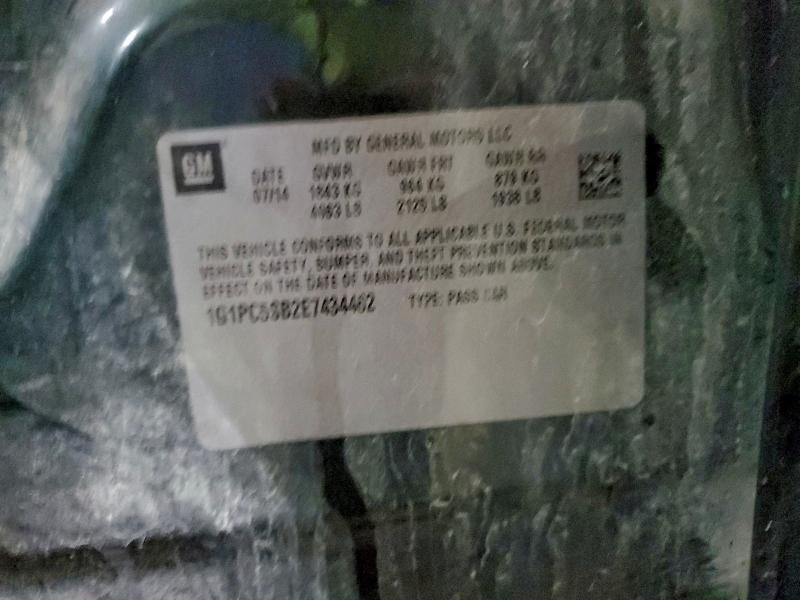 GM
MFD BY GENERAL MOTORS LLC
DATE GVWR GAWR FRT GAWR RR
07/14 1843 KG 964 KG 879 KG
4063 LB 2125 LB 1938 LB
THIS VEHICLE CONFORMS TO ALL APPLICABLE U.S. FEDERAL MOTOR
VEHICLE SAFETY, BUMPER, AND THEFT PREVENTION STANDARDS IN
EFFECT ON THE DATE OF MANUFACTURE SHOWN ABOVE.
1G1PC5SB2E7434462 TYPE: PASS CAR